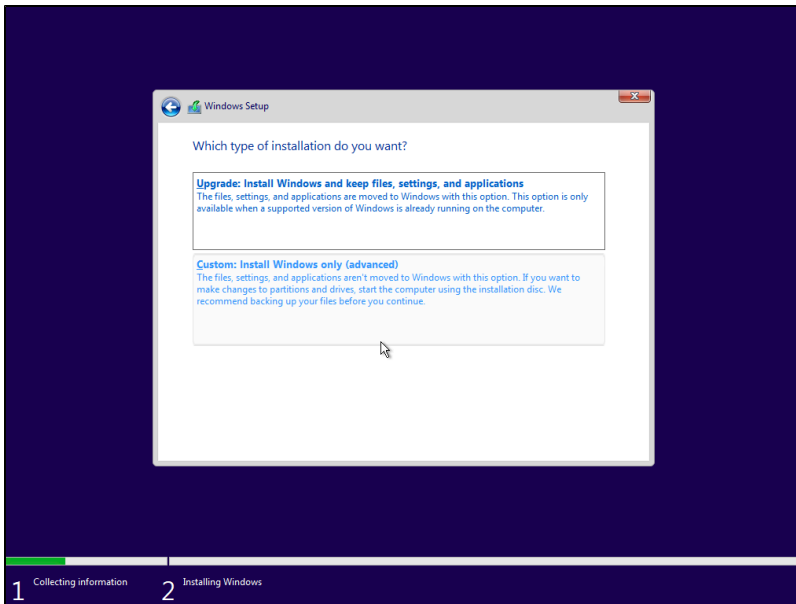 Windows Setup
Which type of installation do you want?
Upgrade: Install Windows and keep files, settings, and applications
The files, settings, and applications are moved to Windows with this option. This option is only
available when a supported version of Windows is already running on the computer.
Custom: Install Windows only (advanced)
The files, settings, and applications aren't moved to Windows with this option. If you want to
make changes to partitions and drives, start the computer using the installation disc. We
recommend backing up your files before you continue.
1 Collecting information 2 Installing Windows